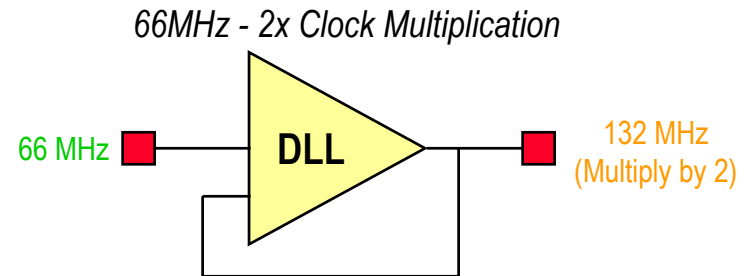 66MHz - 2x Clock Multiplication
66 MHz
DLL
132 MHz
(Multiply by 2)